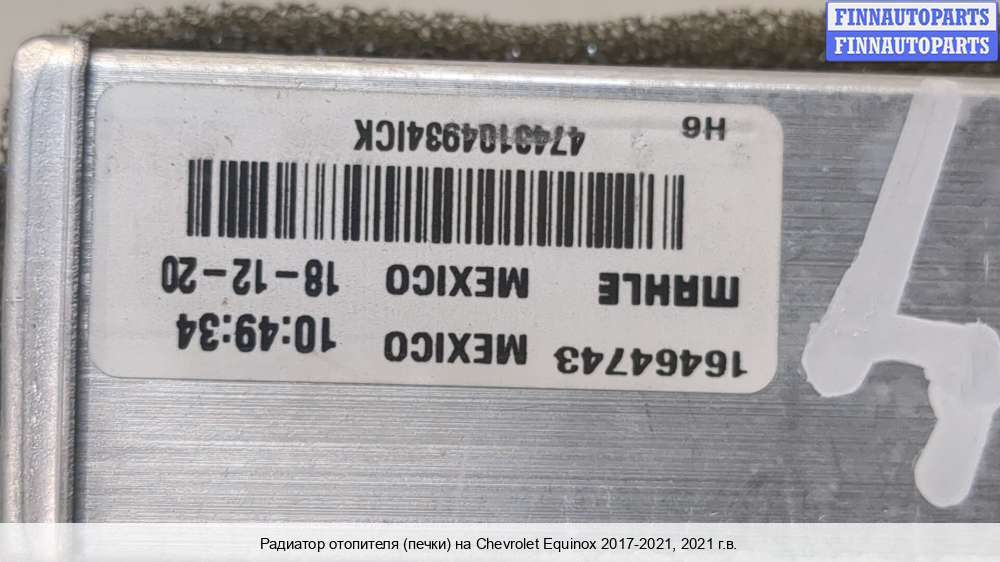 FINNAUTOPARTS
FINNAUTOPARTS
16464743 MEXICO 10:49:34
MAHLE MEXICO 18-12-20
4743104934ICK
H6
Радиатор отопителя (печки) на Chevrolet Equinox 2017-2021, 2021 г.в.